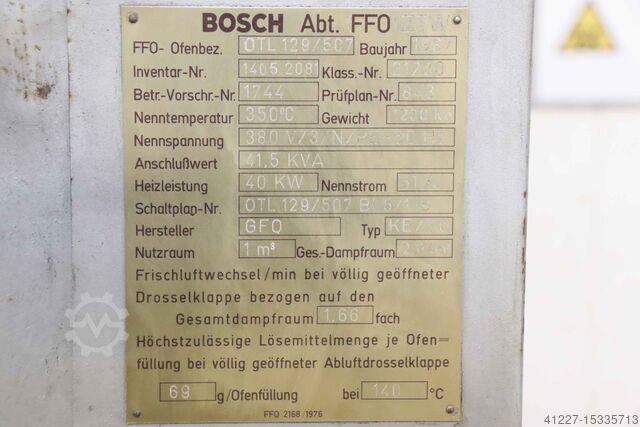 BOSCH Abt. FFO
FFO- Ofenbez. OTL 129/507 Baujahr 1987
Inventar-Nr. 1405.2081 Klass.-Nr.
Betr.-Vorschr.-Nr. 1744 Prüfplan-Nr.
Nenntemperatur 350°C Gewicht 1200 kg
Nennspannung 380 V/3/N/PE
Anschlußwert 41.5 KVA
Heizleistung 40 KW Nennstrom
Schaltplan-Nr. OTL 129/507
Hersteller GFO Typ
Nutzraum 1 m³ Ges.-Dampfraum
Frischluftwechsel/min bei völlig geöffneter
Drosselklappe bezogen auf den
Gesamtdampfraum 1,66 fach
Höchstzulässige Lösemittelmenge je Ofen=
füllung bei völlig geöffneter Abluftdrosselklappe
69 g/Ofenfüllung bei 140 °C
FFO 2168/1976
41227-15335713